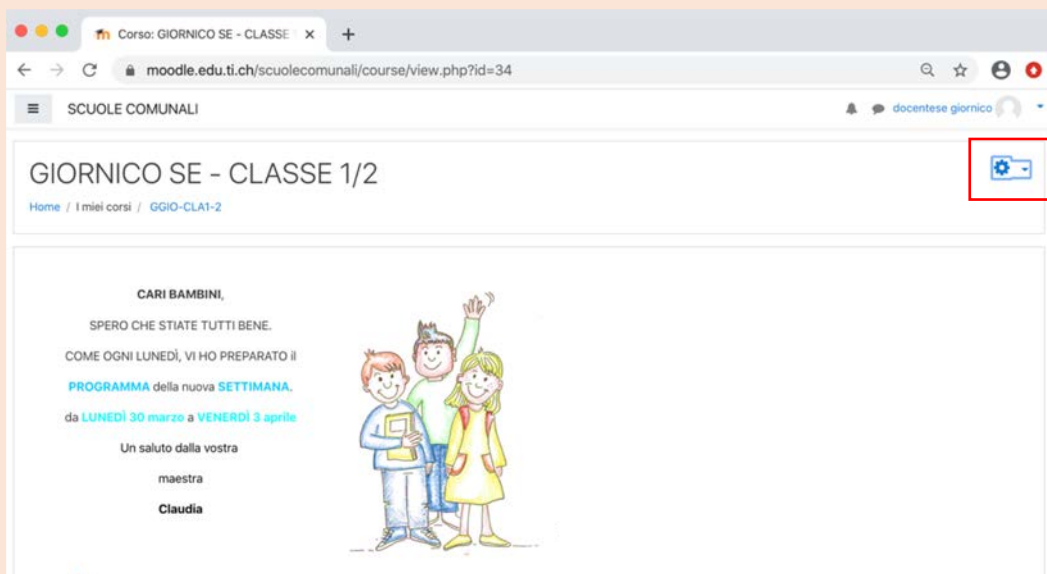 Corso: GIORNICO SE - CLASSE 1
moodle.edu.ti.ch/scuolecomunali/course/view.php?id=34
SCUOLE COMUNALI
docentese giornico
GIORNICO SE - CLASSE 1/2
Home / I miei corsi / GGIO-CLA1-2
CARI BAMBINI,
SPERO CHE STIATE TUTTI BENE.
COME OGNI LUNEDÌ, VI HO PREPARATO il
PROGRAMMA della nuova SETTIMANA.
da LUNEDÌ 30 marzo a VENERDÌ 3 aprile
Un saluto dalla vostra
maestra
Claudia